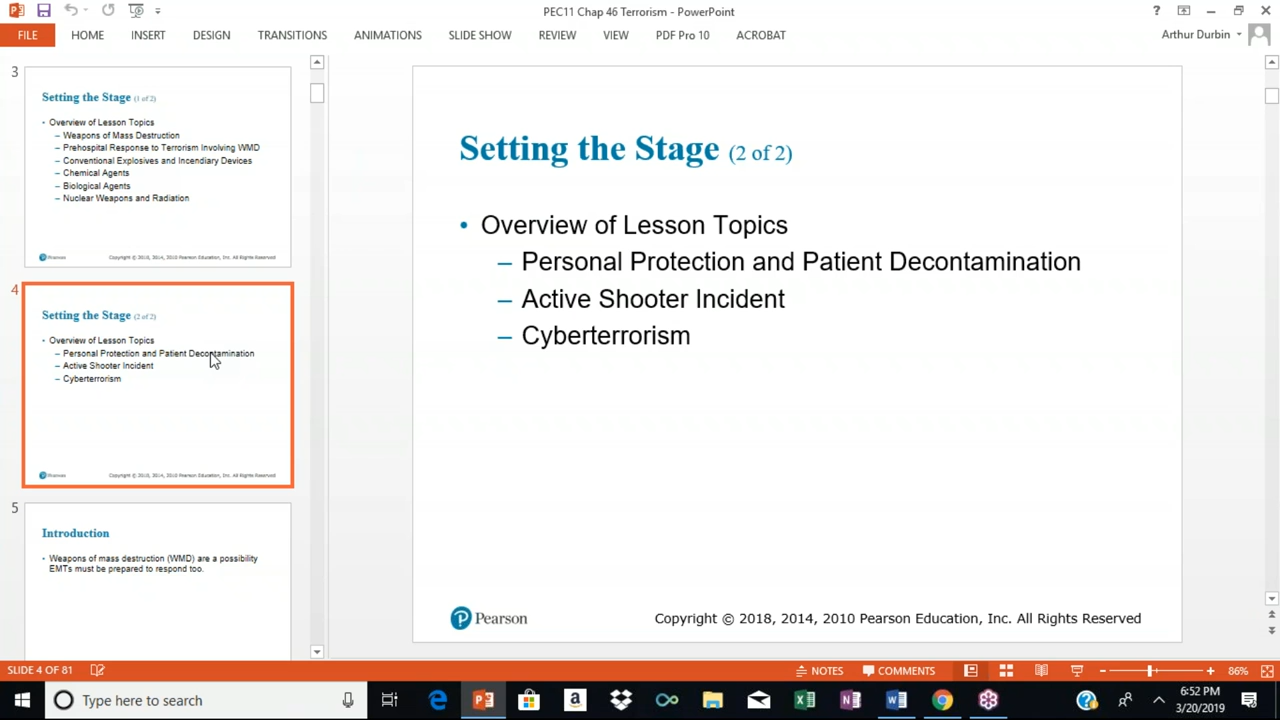 PEC11 Chap 46 Terrorism - PowerPoint
FILE HOME INSERT DESIGN TRANSITIONS ANIMATIONS SLIDE SHOW REVIEW VIEW PDF Pro 10 ACROBAT Arthur Durbin
3
Setting the Stage (1 of 2)
• Overview of Lesson Topics
– Weapons of Mass Destruction
– Prehospital Response to Terrorism Involving WMD
– Conventional Explosives and Incendiary Devices
– Chemical Agents
– Biological Agents
– Nuclear Weapons and Radiation
Pearson Copyright © 2018, 2014, 2010 Pearson Education, Inc. All Rights Reserved
4
Setting the Stage (2 of 2)
• Overview of Lesson Topics
– Personal Protection and Patient Decontamination
– Active Shooter Incident
– Cyberterrorism
Pearson Copyright © 2018, 2014, 2010 Pearson Education, Inc. All Rights Reserved
5
Introduction
• Weapons of mass destruction (WMD) are a possibility
EMTs must be prepared to respond too.
Setting the Stage (2 of 2)
• Overview of Lesson Topics
– Personal Protection and Patient Decontamination
– Active Shooter Incident
– Cyberterrorism
Pearson Copyright © 2018, 2014, 2010 Pearson Education, Inc. All Rights Reserved
SLIDE 4 OF 81 NOTES COMMENTS 86%
Type here to search
6:52 PM
3/20/2019